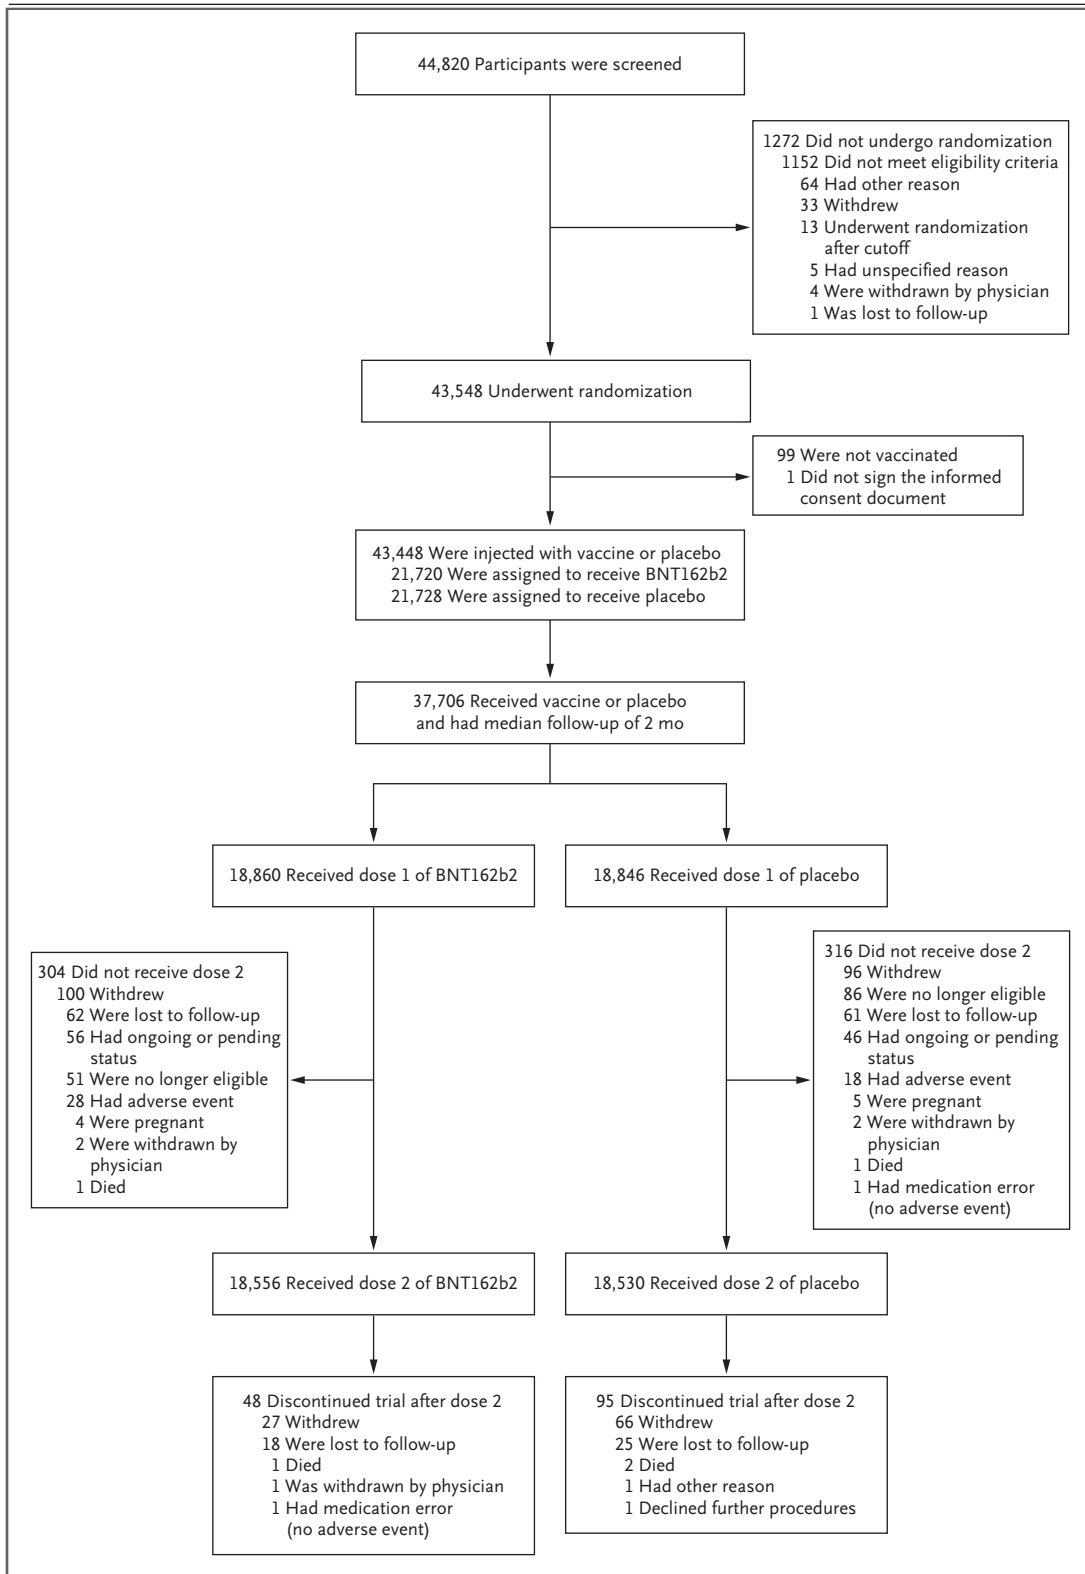 44,820 Participants were screened
1272 Did not undergo randomization
1152 Did not meet eligibility criteria
64 Had other reason
33 Withdrew
13 Underwent randomization
after cutoff
5 Had unspecified reason
4 Were withdrawn by physician
1 Was lost to follow-up
43,548 Underwent randomization
99 Were not vaccinated
1 Did not sign the informed
consent document
43,448 Were injected with vaccine or placebo
21,720 Were assigned to receive BNT162b2
21,728 Were assigned to receive placebo
37,706 Received vaccine or placebo
and had median follow-up of 2 mo
18,860 Received dose 1 of BNT162b2
18,846 Received dose 1 of placebo
304 Did not receive dose 2
100 Withdrew
62 Were lost to follow-up
56 Had ongoing or pending
status
51 Were no longer eligible
28 Had adverse event
4 Were pregnant
2 Were withdrawn by
physician
1 Died
316 Did not receive dose 2
96 Withdrew
86 Were no longer eligible
61 Were lost to follow-up
46 Had ongoing or pending
status
18 Had adverse event
5 Were pregnant
2 Were withdrawn by
physician
1 Died
1 Had medication error
(no adverse event)
18,556 Received dose 2 of BNT162b2
18,530 Received dose 2 of placebo
48 Discontinued trial after dose 2
27 Withdrew
18 Were lost to follow-up
1 Died
1 Was withdrawn by physician
1 Had medication error
(no adverse event)
95 Discontinued trial after dose 2
66 Withdrew
25 Were lost to follow-up
2 Died
1 Had other reason
1 Declined further procedures